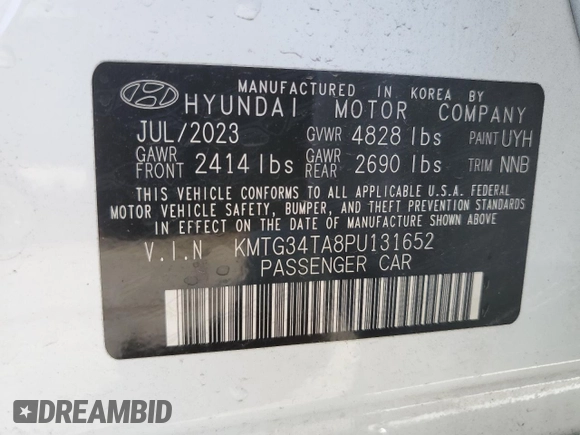 MANUFACTURED IN KOREA BY
HYUNDAI MOTOR COMPANY
JUL/2023 GVWR 4828 lbs PAINT UYH
GAWR FRONT 2414 lbs GAWR REAR 2690 lbs TRIM NNB
THIS VEHICLE CONFORMS TO ALL APPLICABLE U.S.A. FEDERAL
MOTOR VEHICLE SAFETY, BUMPER, AND THEFT PREVENTION STANDARDS
IN EFFECT ON THE DATE OF MANUFACTURE SHOWN ABOVE
V.I.N KMTG34TA8PU131652
PASSENGER CAR
DREAMBID